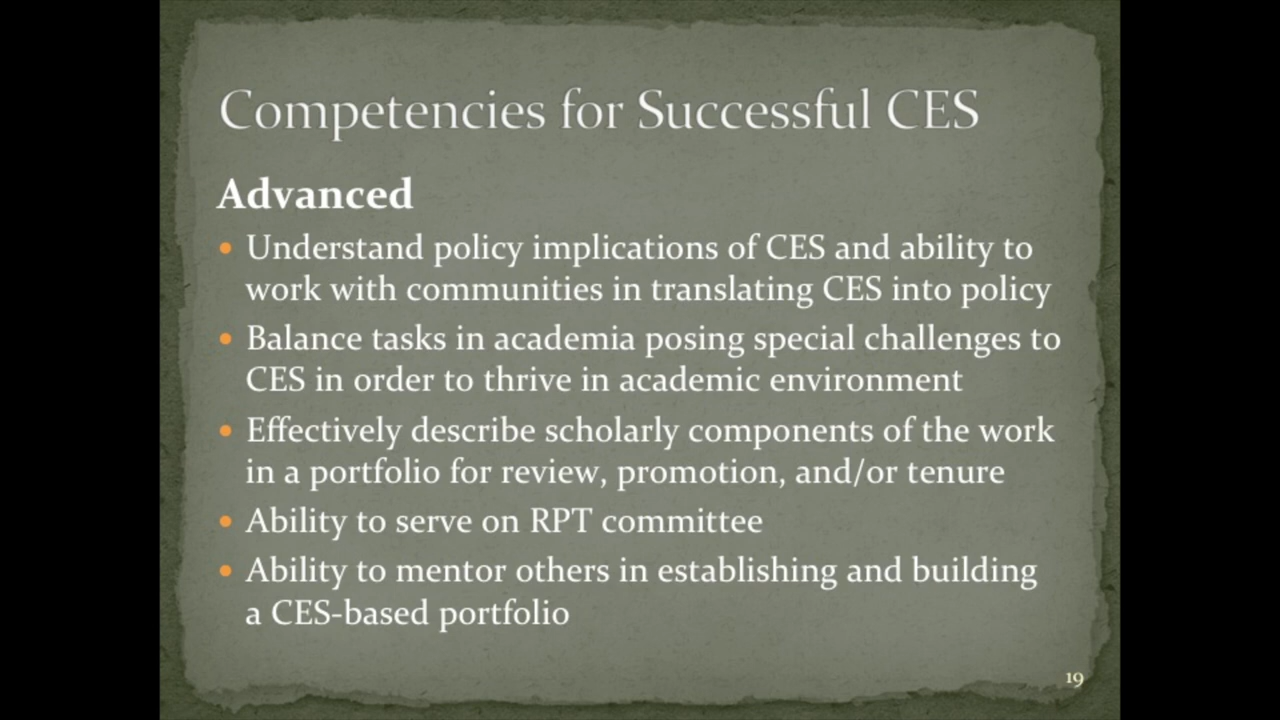 Competencies for Successful CES
Advanced
• Understand policy implications of CES and ability to
work with communities in translating CES into policy
• Balance tasks in academia posing special challenges to
CES in order to thrive in academic environment
• Effectively describe scholarly components of the work
in a portfolio for review, promotion, and/or tenure
• Ability to serve on RPT committee
• Ability to mentor others in establishing and building
a CES-based portfolio
19